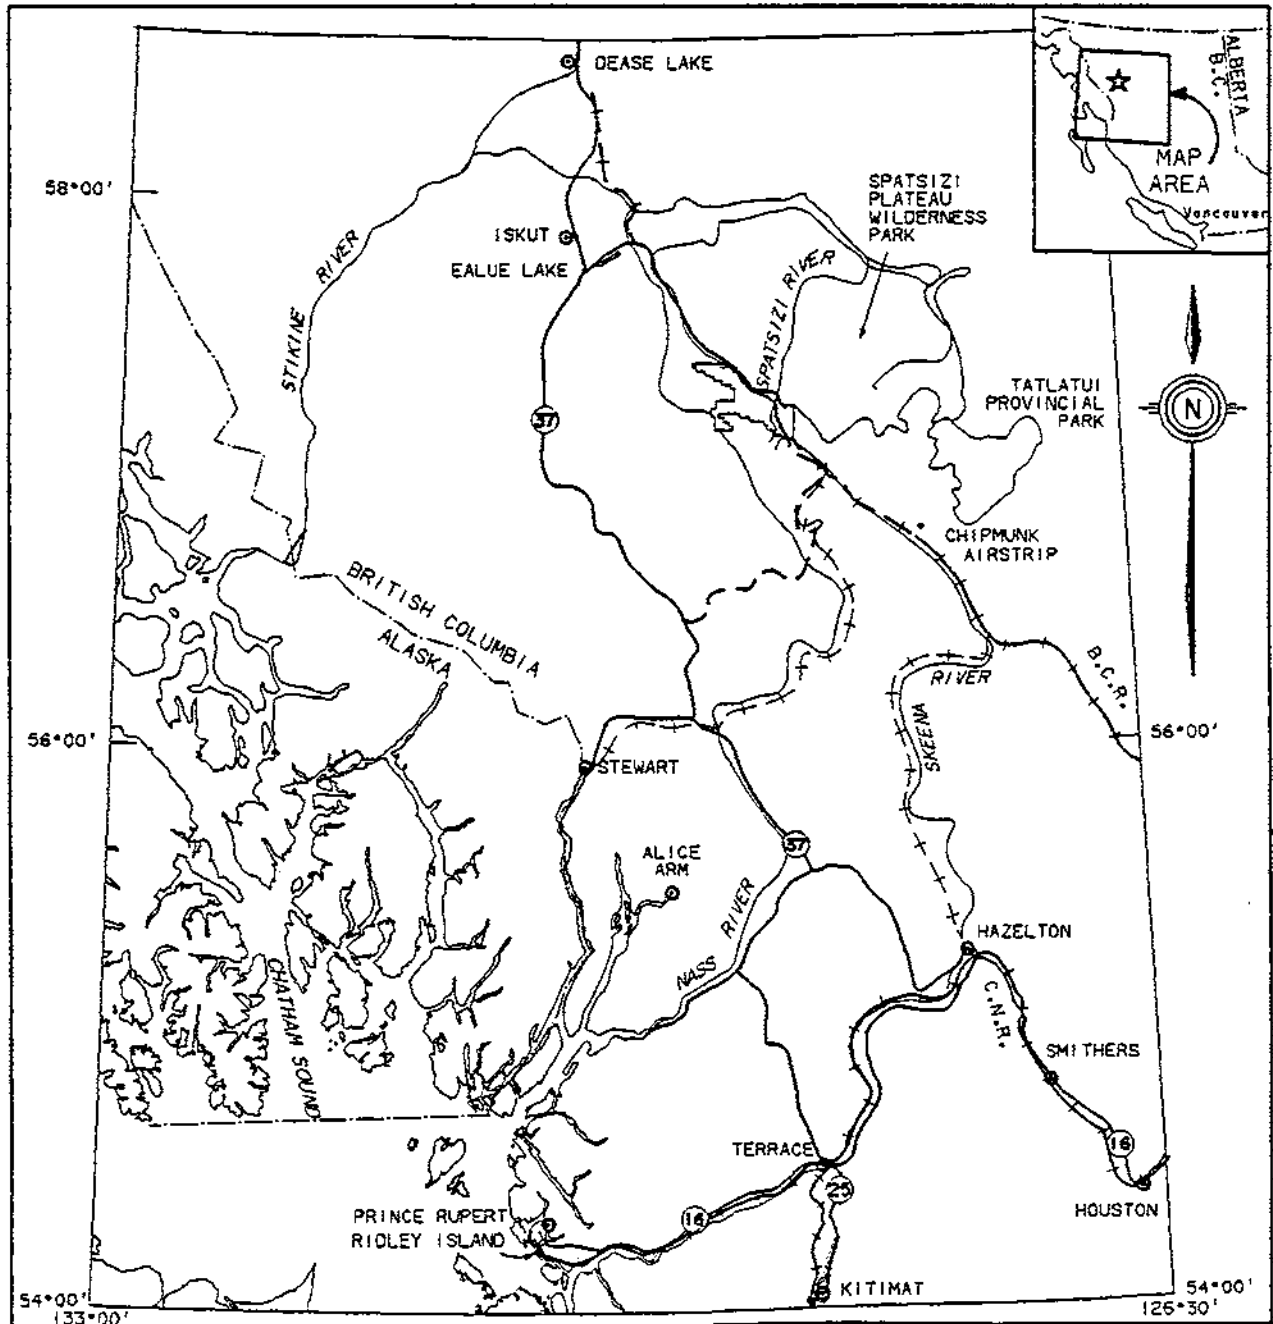 DEASE LAKE
ALBERTA
B.C.
MAP
AREA
Vancouver
58°00'
SPATSIZI
PLATEAU
WILDERNESS
PARK
ISKUT
EALUE LAKE
STIKINE RIVER
SPATSIZI RIVER
TATLATUI
PROVINCIAL
PARK
N
37
CHIPMUNK
AIRSTRIP
BRITISH COLUMBIA
ALASKA
RIVER
SKEENA
B.C.R.
56°00'
56°00'
STEWART
37
ALICE
ARM
NASS RIVER
HAZELTON
C.N.R.
CHATHAM SOUND
SMITHERS
TERRACE
16
25
HOUSTON
PRINCE RUPERT
RIDLEY ISLAND
16
KITIMAT
54°00'
133°00'
54°00'
126°30'